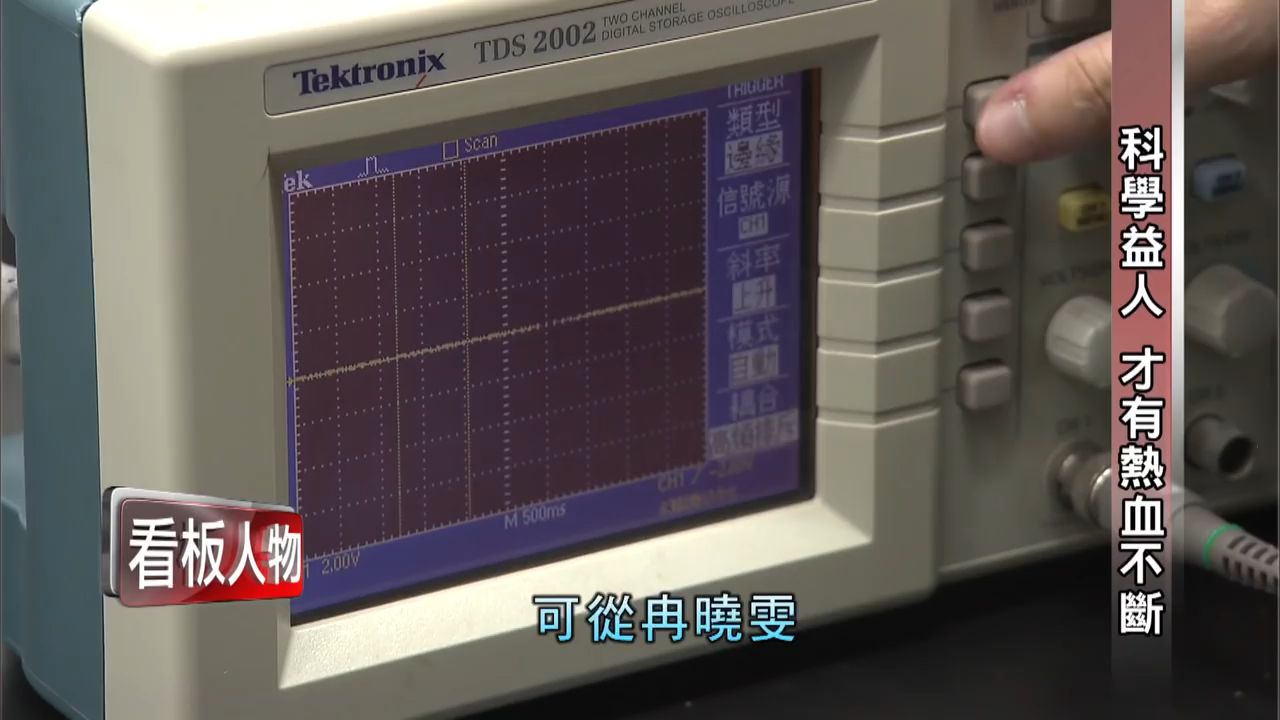 Tektronix
TDS 2002
TWO CHANNEL
DIGITAL STORAGE OSCILLOSCOPE
ek
Scan
TRIGGER
類型
邊緣
信號源
CH1
斜率
上升
模式
自動
耦合
CH1
M 500ms
2.00V
科學益人 才有熱血不斷
看板人物
可從冉曉雯